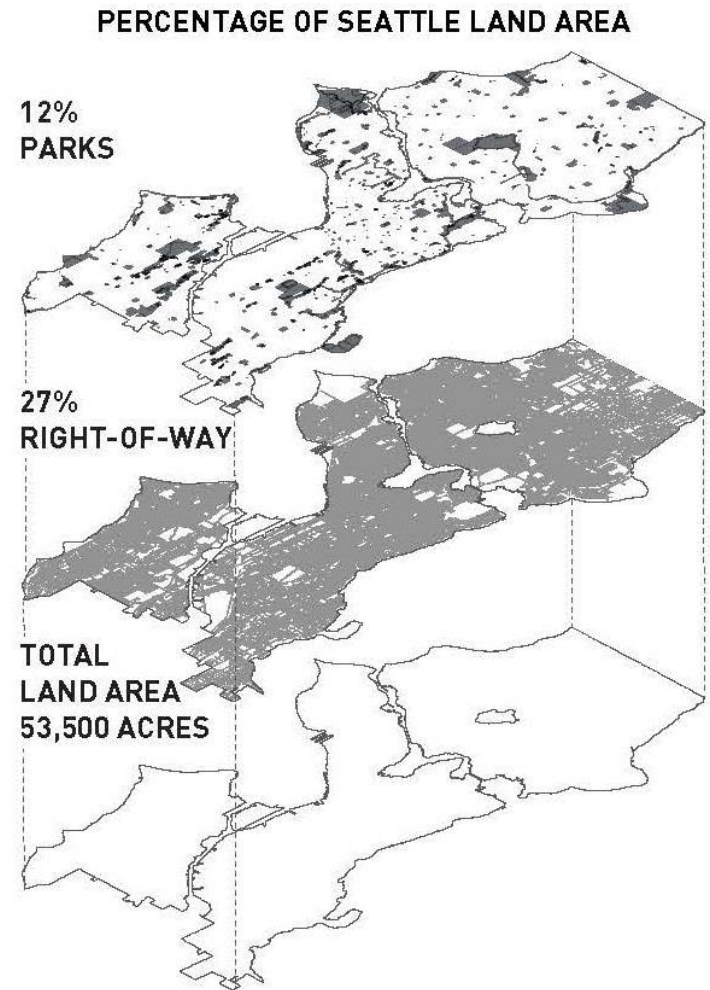 PERCENTAGE OF SEATTLE LAND AREA
12%
PARKS
27%
RIGHT-OF-WAY
TOTAL
LAND AREA
53,500 ACRES